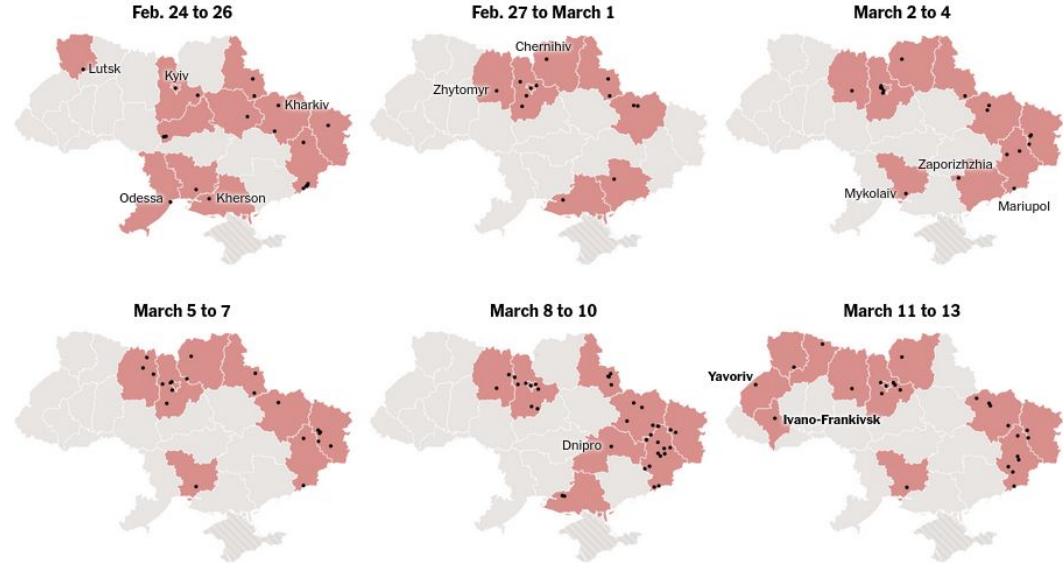 Feb. 24 to 26
Feb. 27 to March 1
March 2 to 4
Lutsk
Kyiv
Kharkiv
Odessa
Kherson
Chernihiv
Zhytomyr
Zaporizhzhia
Mykolaiv
Mariupol
March 5 to 7
March 8 to 10
March 11 to 13
Dnipro
Yavoriv
Ivano-Frankivsk